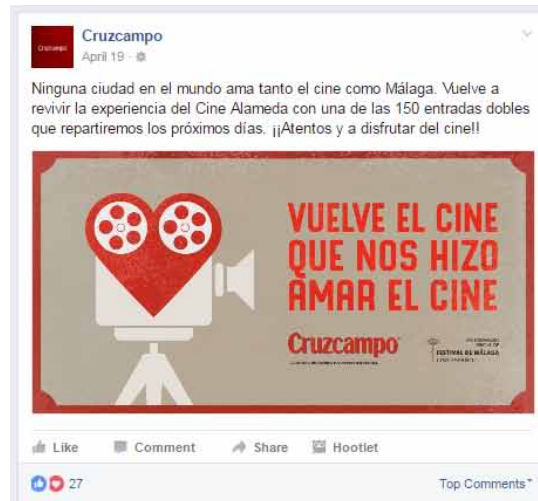 Cruzcampo
Cruzcampo
April 19
Ninguna ciudad en el mundo ama tanto el cine como Málaga. Vuelve a
revivir la experiencia del Cine Alameda con una de las 150 entradas dobles
que repartiremos los próximos días. ¡¡Atentos y a disfrutar del cine!!
VUELVE EL CINE
QUE NOS HIZO
AMAR EL CINE
Cruzcampo
FESTIVAL DE MÁLAGA
Like Comment Share Hootlet
27 Top Comments